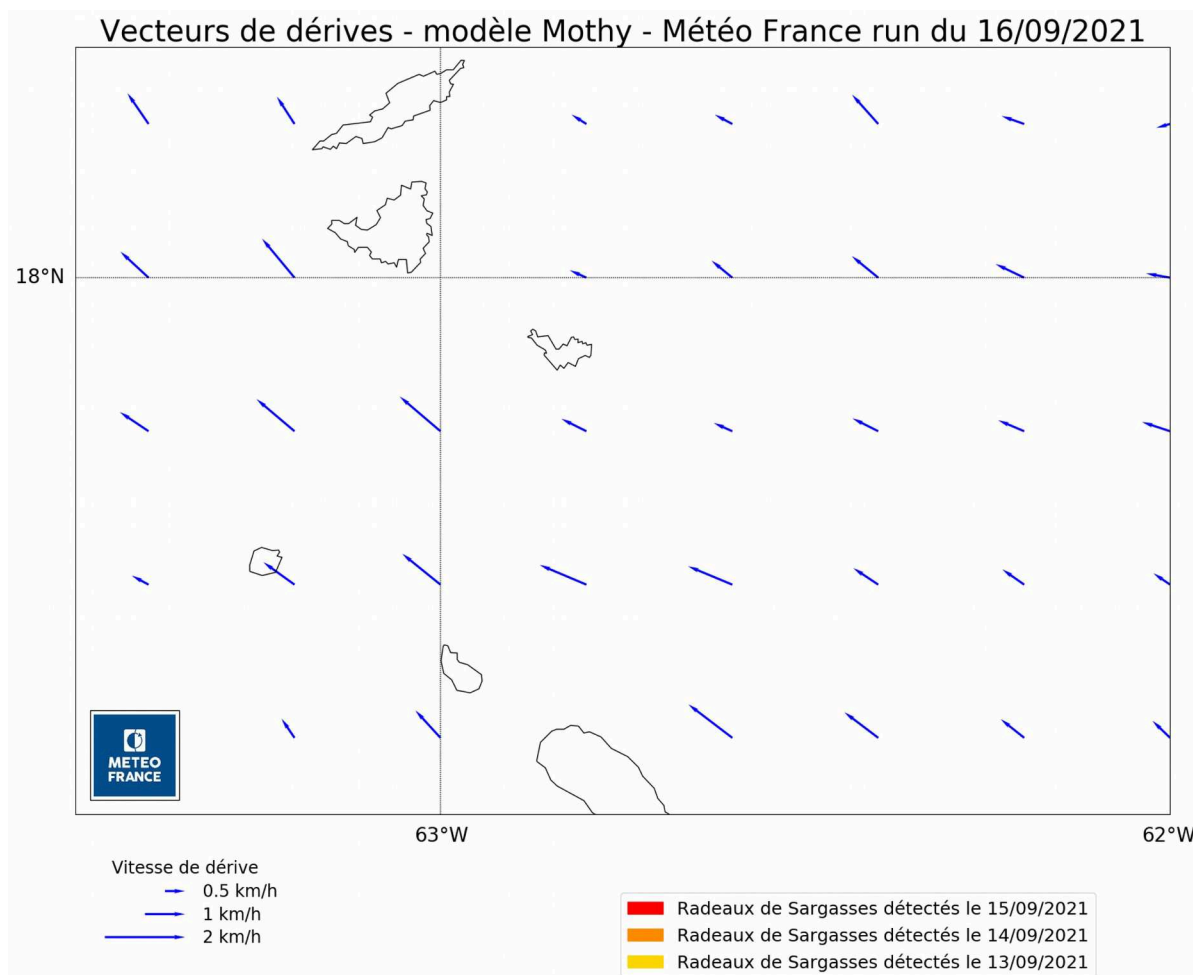 Vecteurs de dérives - modèle Mothy - Météo France run du 16/09/2021
18°N
METEO
FRANCE
63°W
62°W
Vitesse de dérive
0.5 km/h
1 km/h
2 km/h
Radeaux de Sargasses détectés le 15/09/2021
Radeaux de Sargasses détectés le 14/09/2021
Radeaux de Sargasses détectés le 13/09/2021